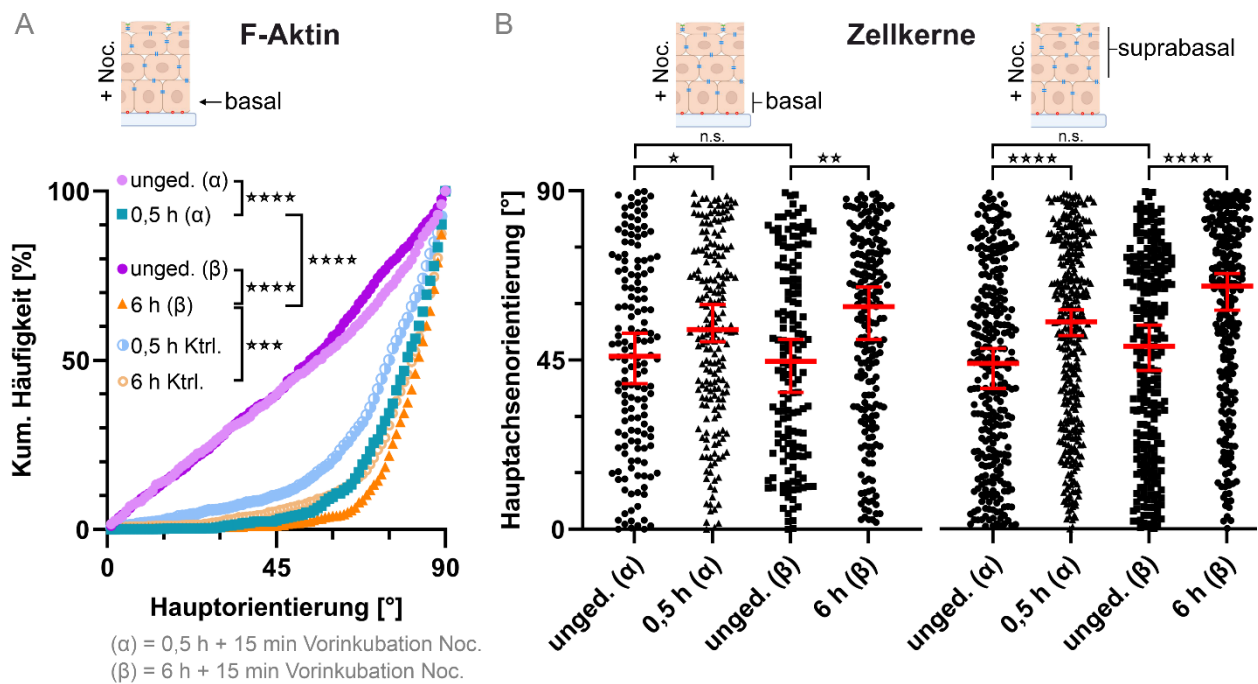 A
F-Aktin
+ Noc.
basal
unged. (α)
0,5 h (α)
unged. (β)
6 h (β)
0,5 h Ktrl.
6 h Ktrl.
****
****
****
***
Kum. Häufigkeit [%]
100
50
0
0
45
90
Hauptorientierung [°]
(α) = 0,5 h + 15 min Vorinkubation Noc.
(β) = 6 h + 15 min Vorinkubation Noc.
B
Zellkerne
+ Noc.
basal
+ Noc.
suprabasal
n.s.
*
**
n.s.
****
****
Hauptachsenorientierung [°]
90
45
0
unged. (α)
0,5 h (α)
unged. (β)
6 h (β)
unged. (α)
0,5 h (α)
unged. (β)
6 h (β)